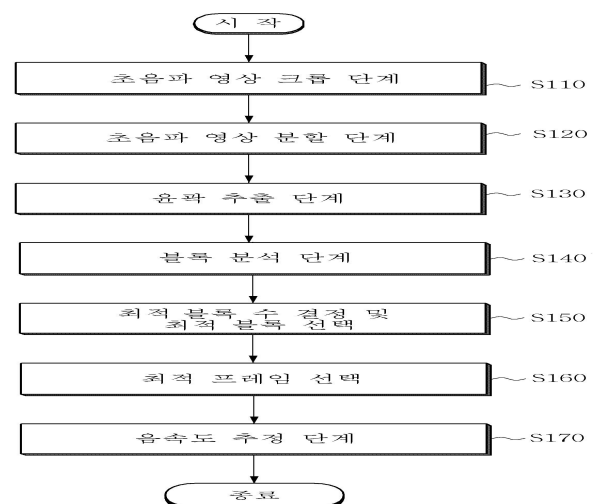 시 작
초음파 영상 크롭 단계
S110
초음파 영상 분할 단계
S120
윤곽 추출 단계
S130
블록 분석 단계
S140
최적 블록 수 결정 및
최적 블록 선택
S150
최적 프레임 선택
S160
음속도 추정 단계
S170
종료